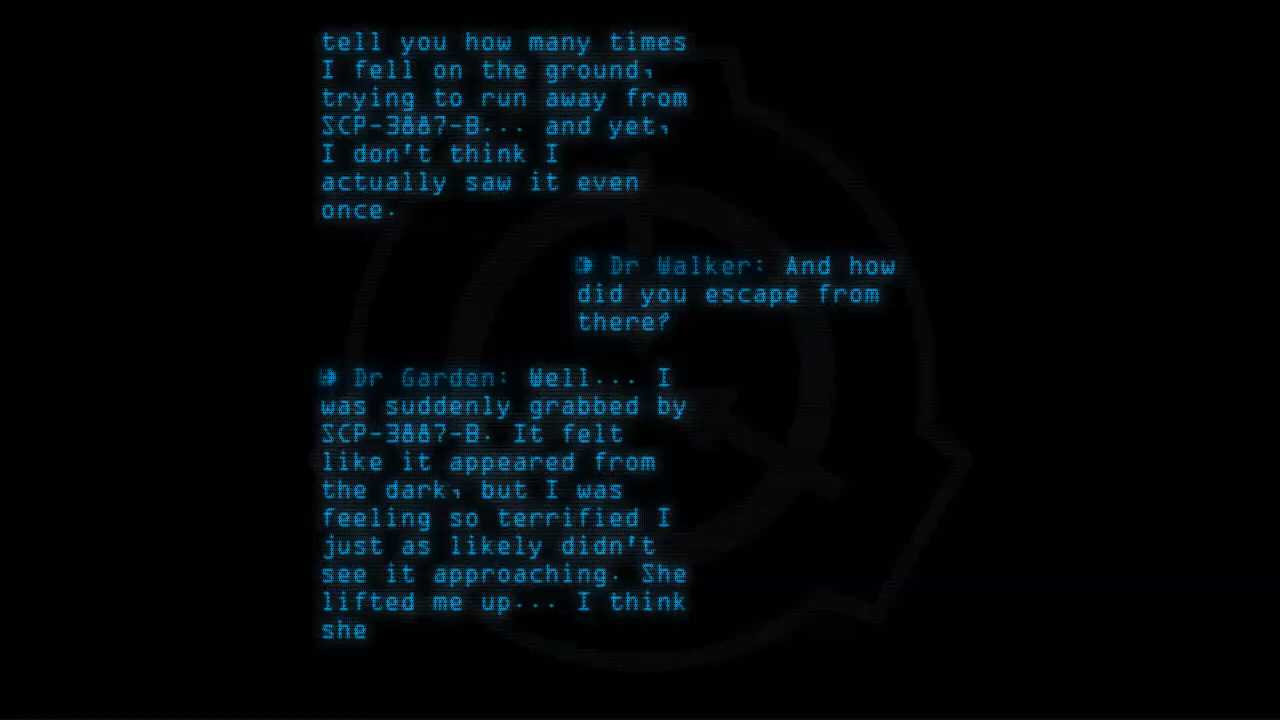 tell you how many times
I fell on the ground,
trying to run away from
SCP-3887-B... and yet,
I don't think I
actually saw it even
once.
Dr Walker: And how
did you escape from
there?
Dr Garden: Well... I
was suddenly grabbed by
SCP-3887-B. It felt
like it appeared from
the dark, but I was
feeling so terrified I
just as likely didn't
see it approaching. She
lifted me up... I think
she